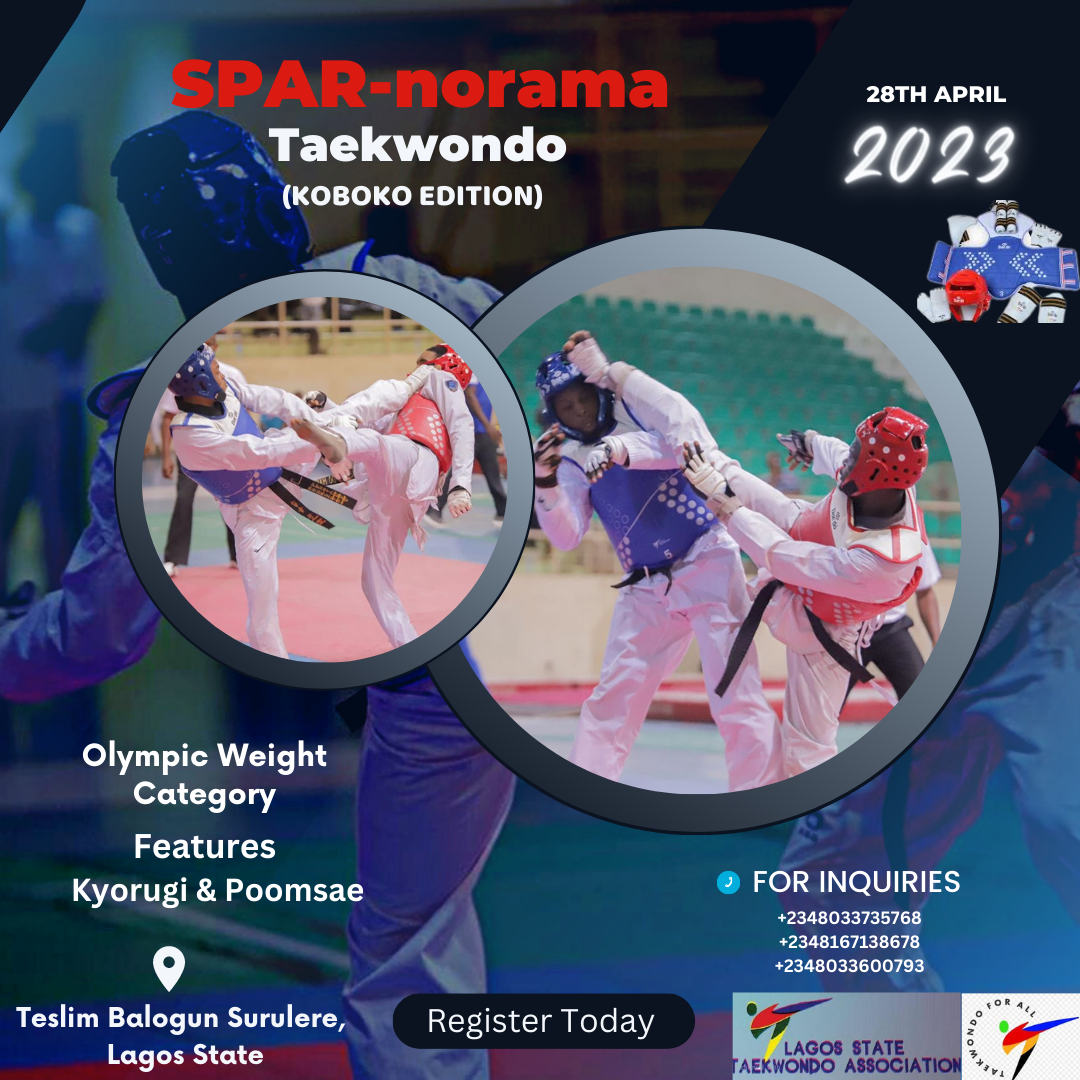 SPAR-norama
Taekwondo
(KOBOKO EDITION)
28TH APRIL
2023
Olympic Weight
Category
Features
Kyorugi & Poomsae
Teslim Balogun Surulere,
Lagos State
Register Today
FOR INQUIRIES
+2348033735768
+2348167138678
+2348033600793
LAGOS STATE
TAEKWONDO ASSOCIATION
TAEKWONDO FOR ALL